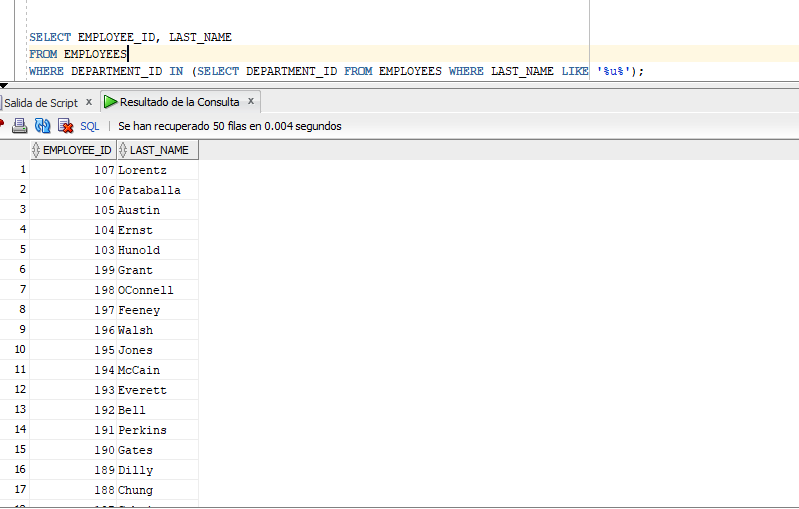 SELECT EMPLOYEE_ID, LAST_NAME
FROM EMPLOYEES
WHERE DEPARTMENT_ID IN (SELECT DEPARTMENT_ID FROM EMPLOYEES WHERE LAST_NAME LIKE '%u%');
Salida de Script x Resultado de la Consulta x
SQL | Se han recuperado 50 filas en 0.004 segundos
EMPLOYEE_ID LAST_NAME
1 107 Lorentz
2 106 Pataballa
3 105 Austin
4 104 Ernst
5 103 Hunold
6 199 Grant
7 198 OConnell
8 197 Feeney
9 196 Walsh
10 195 Jones
11 194 McCain
12 193 Everett
13 192 Bell
14 191 Perkins
15 190 Gates
16 189 Dilly
17 188 Chung